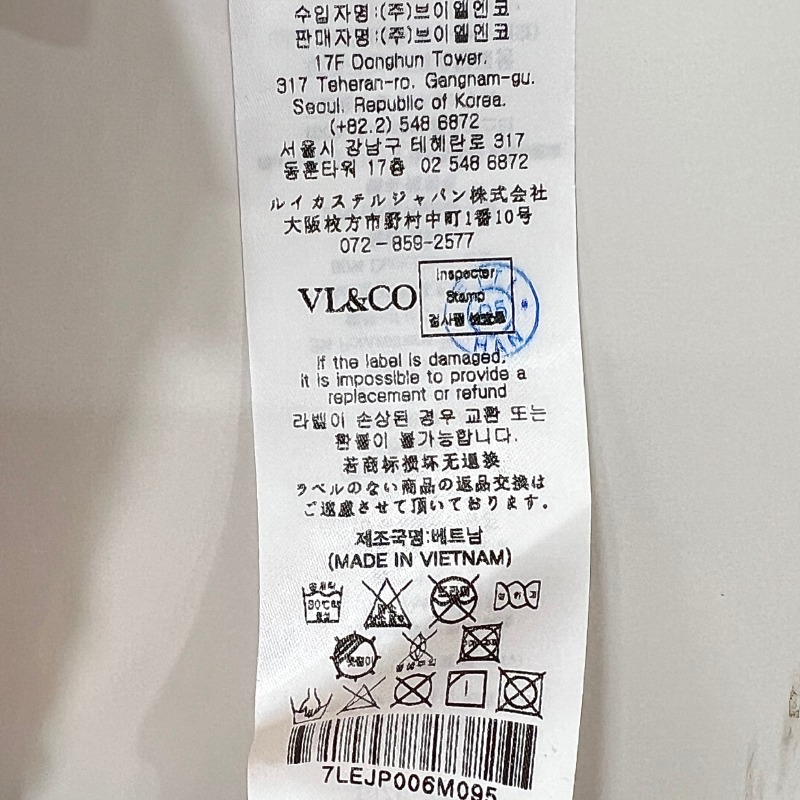 수입자명:(주)브이엘엔코
판매자명:(주)브이엘엔코
17F Donghun Tower.
317 Teheran-ro. Gangnam-gu.
Seoul. Republic of Korea.
(+82.2) 548 6872
서울시 강남구 테헤란로 317
동훈타워 17층 02 548 6872
ルイカステルジャパン株式会社
大阪枚方市野村中町1番10号
072-859-2577
VL&CO
Inspecter
Stamp
If the label is damaged.
it is impossible to provide a
replacement or refund
라벨이 손상된 경우 교환 또는
환불이 불가능합니다.
若商标损坏无退换
ラベルのない商品の返品交換は
ご遠慮させて頂いております。
제조국명:베트남
(MADE IN VIETNAM)
30℃
드라이
7LEJP006M095